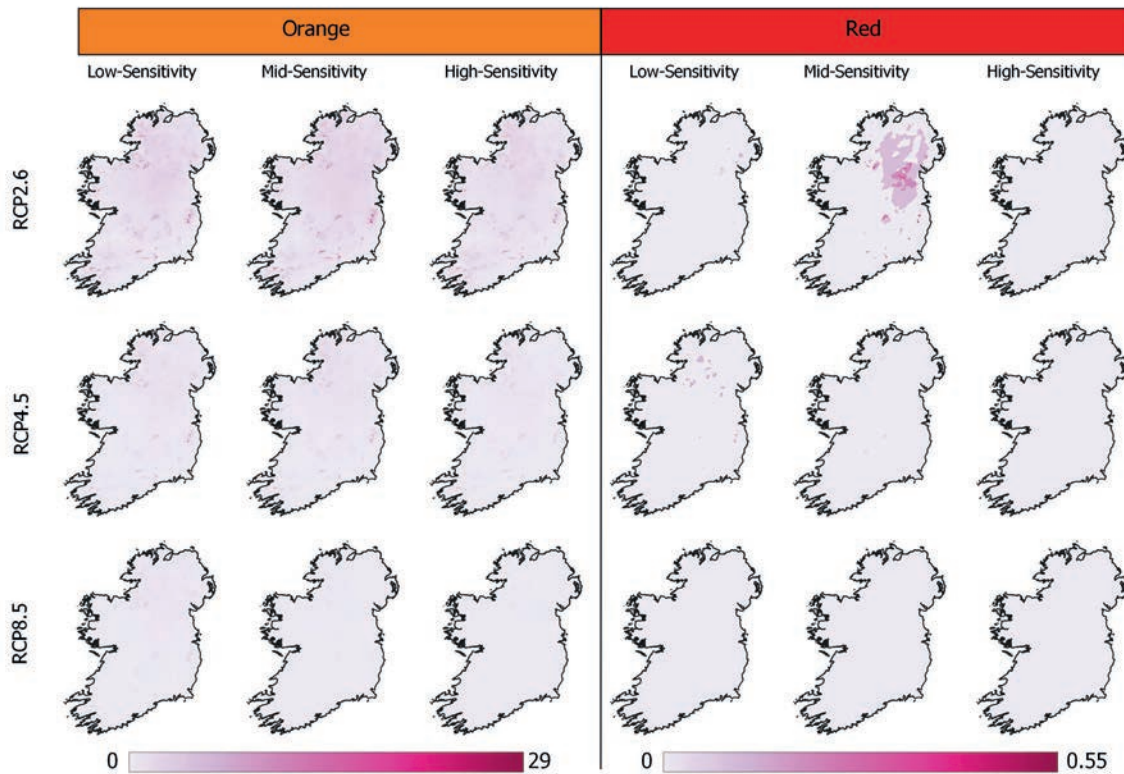 Orange Red
Low-Sensitivity Mid-Sensitivity High-Sensitivity Low-Sensitivity Mid-Sensitivity High-Sensitivity
RCP2.6
RCP4.5
RCP8.5
0 29 0 0.55